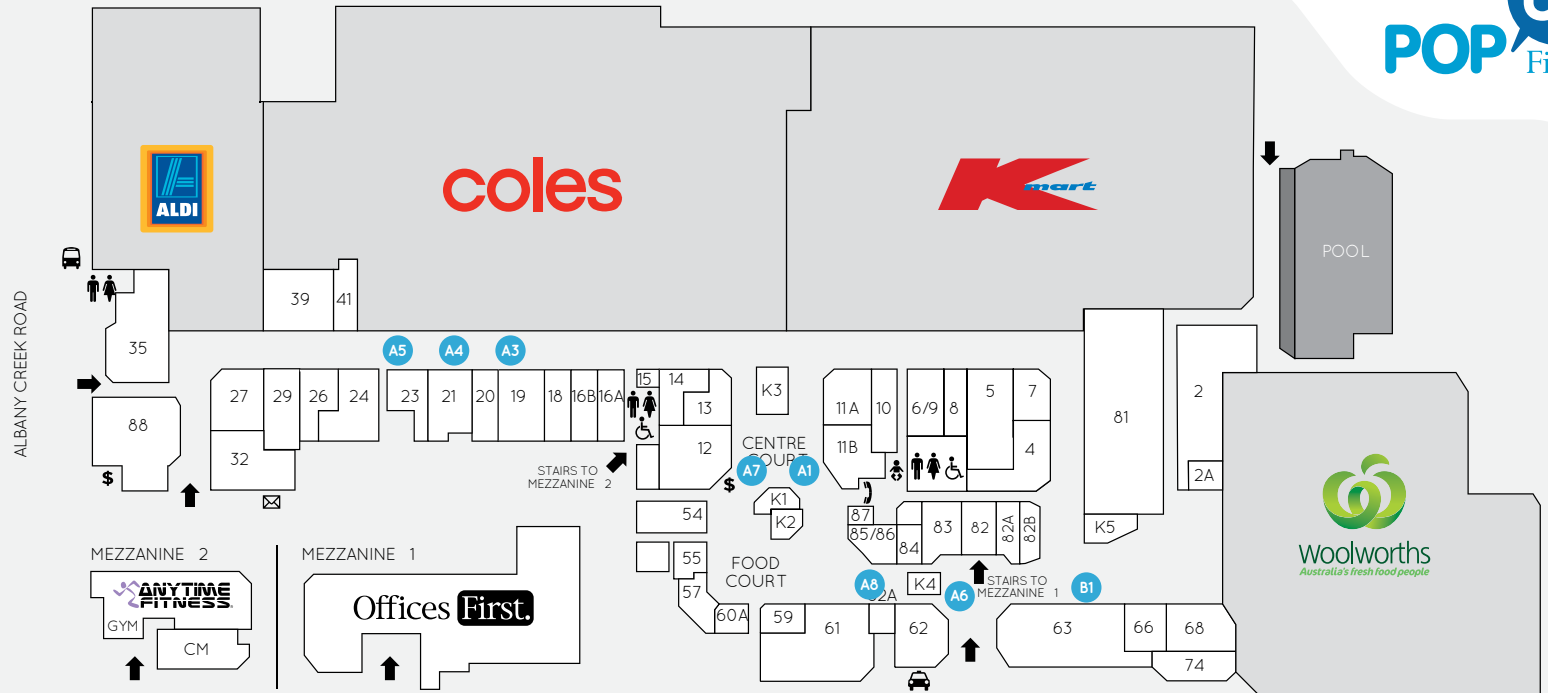 POP
Fi
ALDI
coles
Kmart
POOL
ALBANY CREEK ROAD
39
41
35
A5
A4
A3
27
29
26
24
23
21
20
19
18
16B
16A
15
14
13
12
K3
11A
10
11B
6/9
8
5
7
4
81
2
2A
88
32
$
STAIRS TO
MEZZANINE 2
CENTRE
COURT
A7
A1
$
K1
K2
54
87
85/86
84
83
82
82A
82B
K5
Woolworths
Australia's fresh food people
MEZZANINE 2
MEZZANINE 1
ANYTIME
FITNESS
GYM
CM
Offices First.
55
57
60A
FOOD
COURT
A8
K4
A6
STAIRS TO
MEZZANINE 1
B1
59
61
62
63
66
68
74